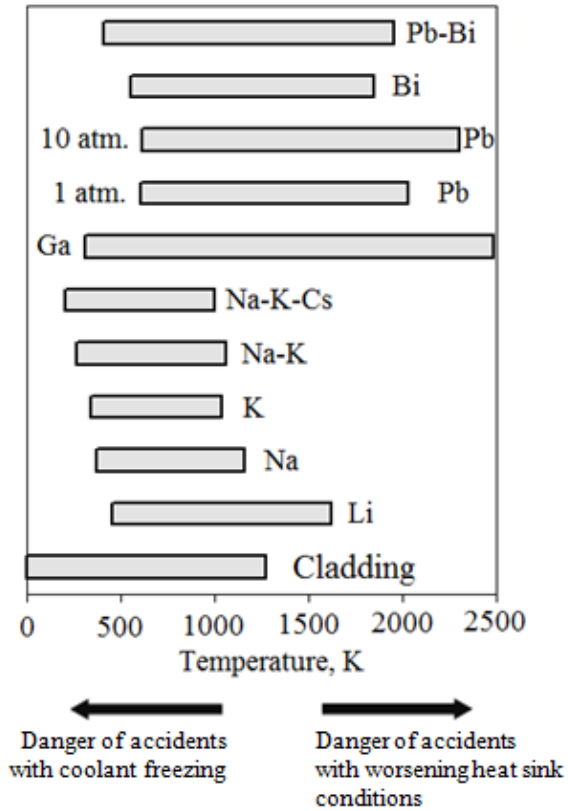 Pb-Bi
Bi
10 atm. Pb
1 atm. Pb
Ga
Na-K-Cs
Na-K
K
Na
Li
Cladding
0 500 1000 1500 2000 2500
Temperature, K
Danger of accidents
with coolant freezing
Danger of accidents
with worsening heat sink
conditions